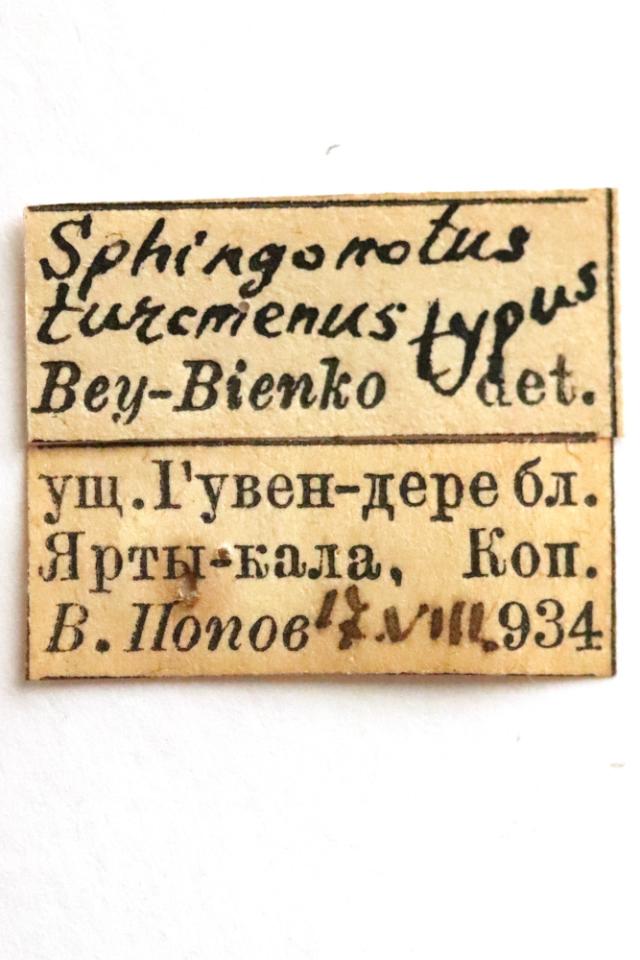 Sphingonotus
turcmenus typus
Bey-Bienko det.
ущ. Гувен-дере бл.
Ярты-кала, Коп.
В. Попов 17.VIII.934